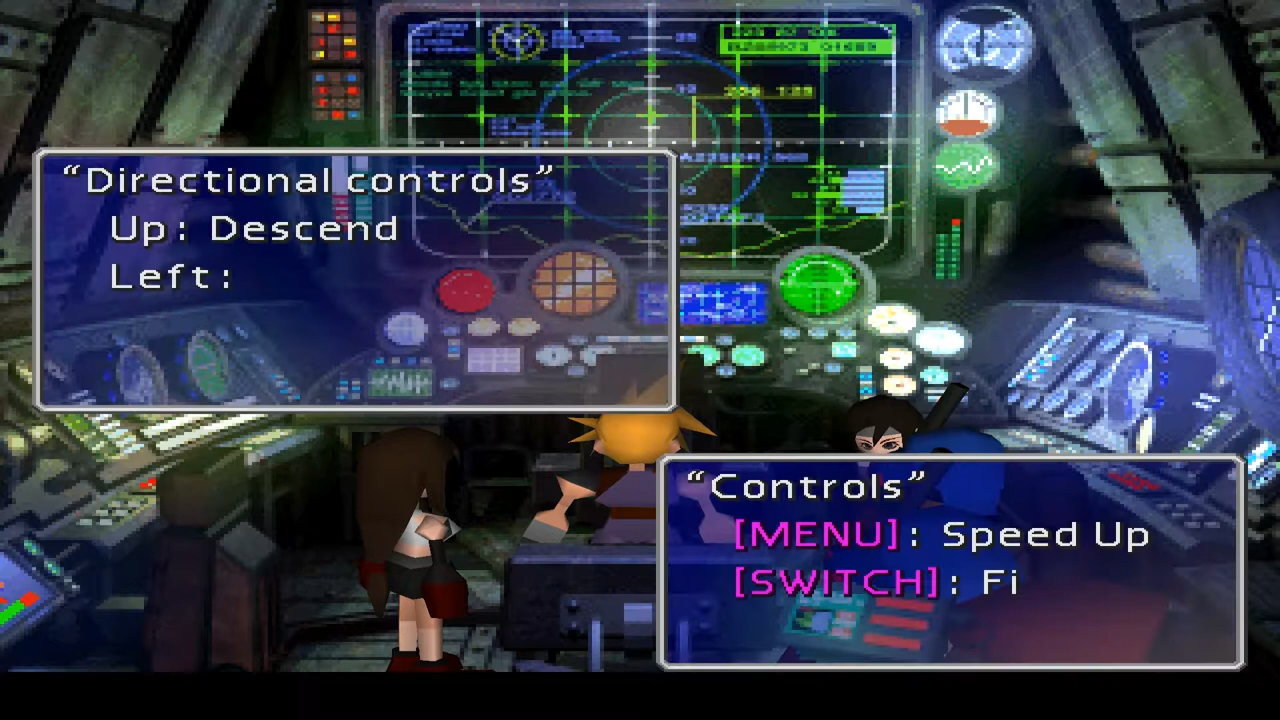 “Directional controls”
Up: Descend
Left:
“Controls”
[MENU]: Speed Up
[SWITCH]: Fi